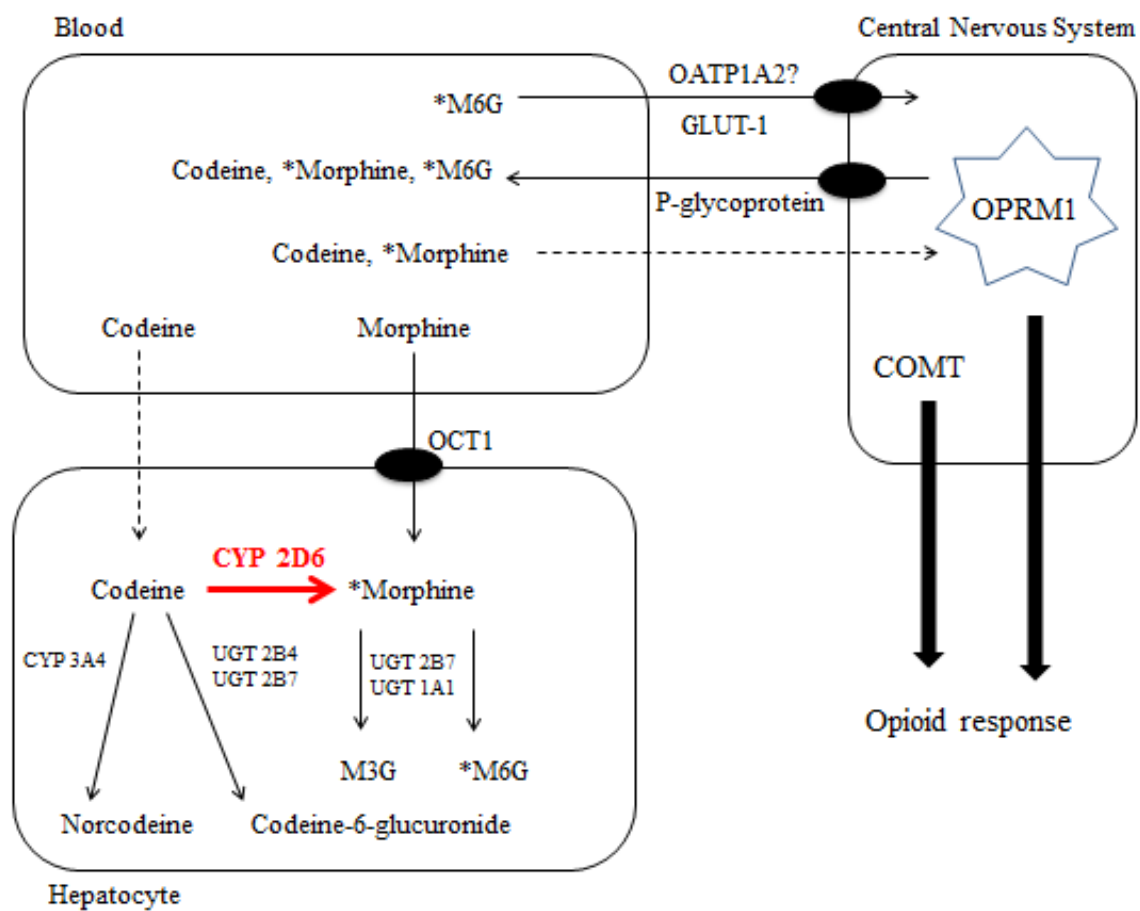 Blood
Central Nervous System
OATP1A2?
*M6G
GLUT-1
Codeine, *Morphine, *M6G
P-glycoprotein
OPRM1
Codeine, *Morphine
Codeine
Morphine
COMT
OCT1
CYP 2D6
Codeine
*Morphine
CYP 3A4
UGT 2B4
UGT 2B7
UGT 2B7
UGT 1A1
Opioid response
M3G
*M6G
Norcodeine
Codeine-6-glucuronide
Hepatocyte